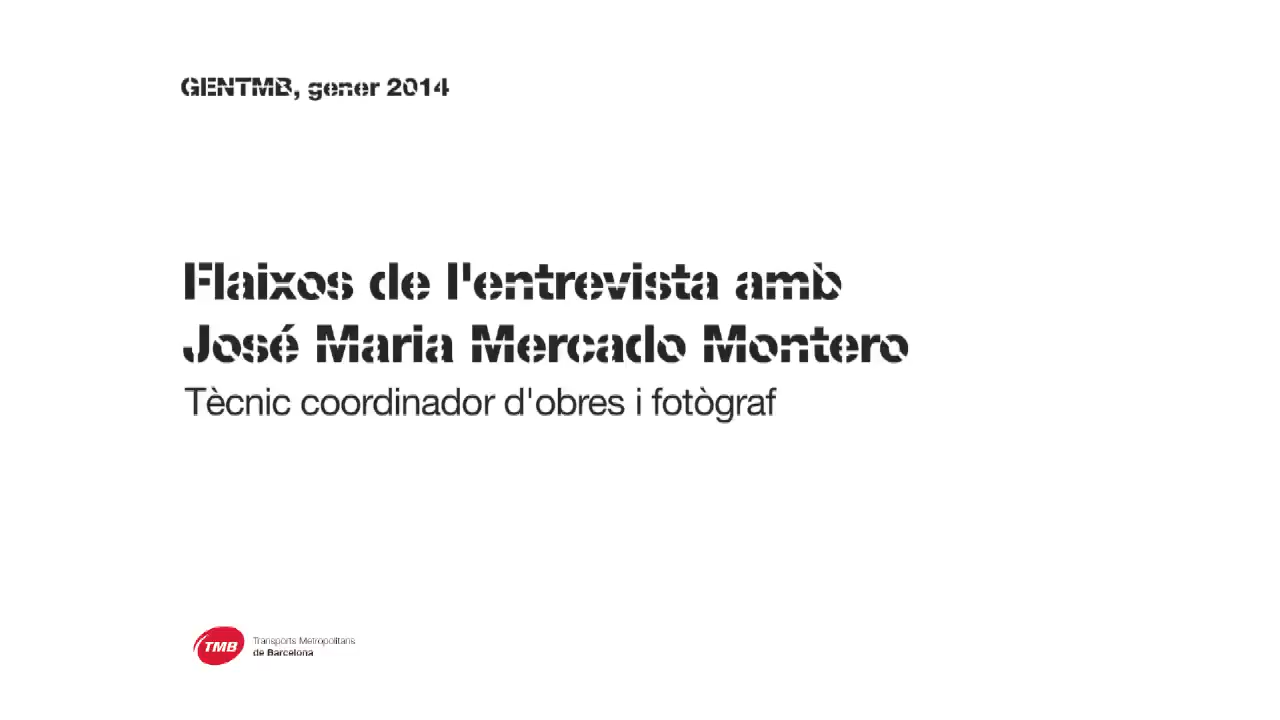 GENTMB, gener 2014
Flaixos de l'entrevista amb
José Maria Mercado Montero
Tècnic coordinador d'obres i fotògraf
TMB
Transports Metropolitans
de Barcelona